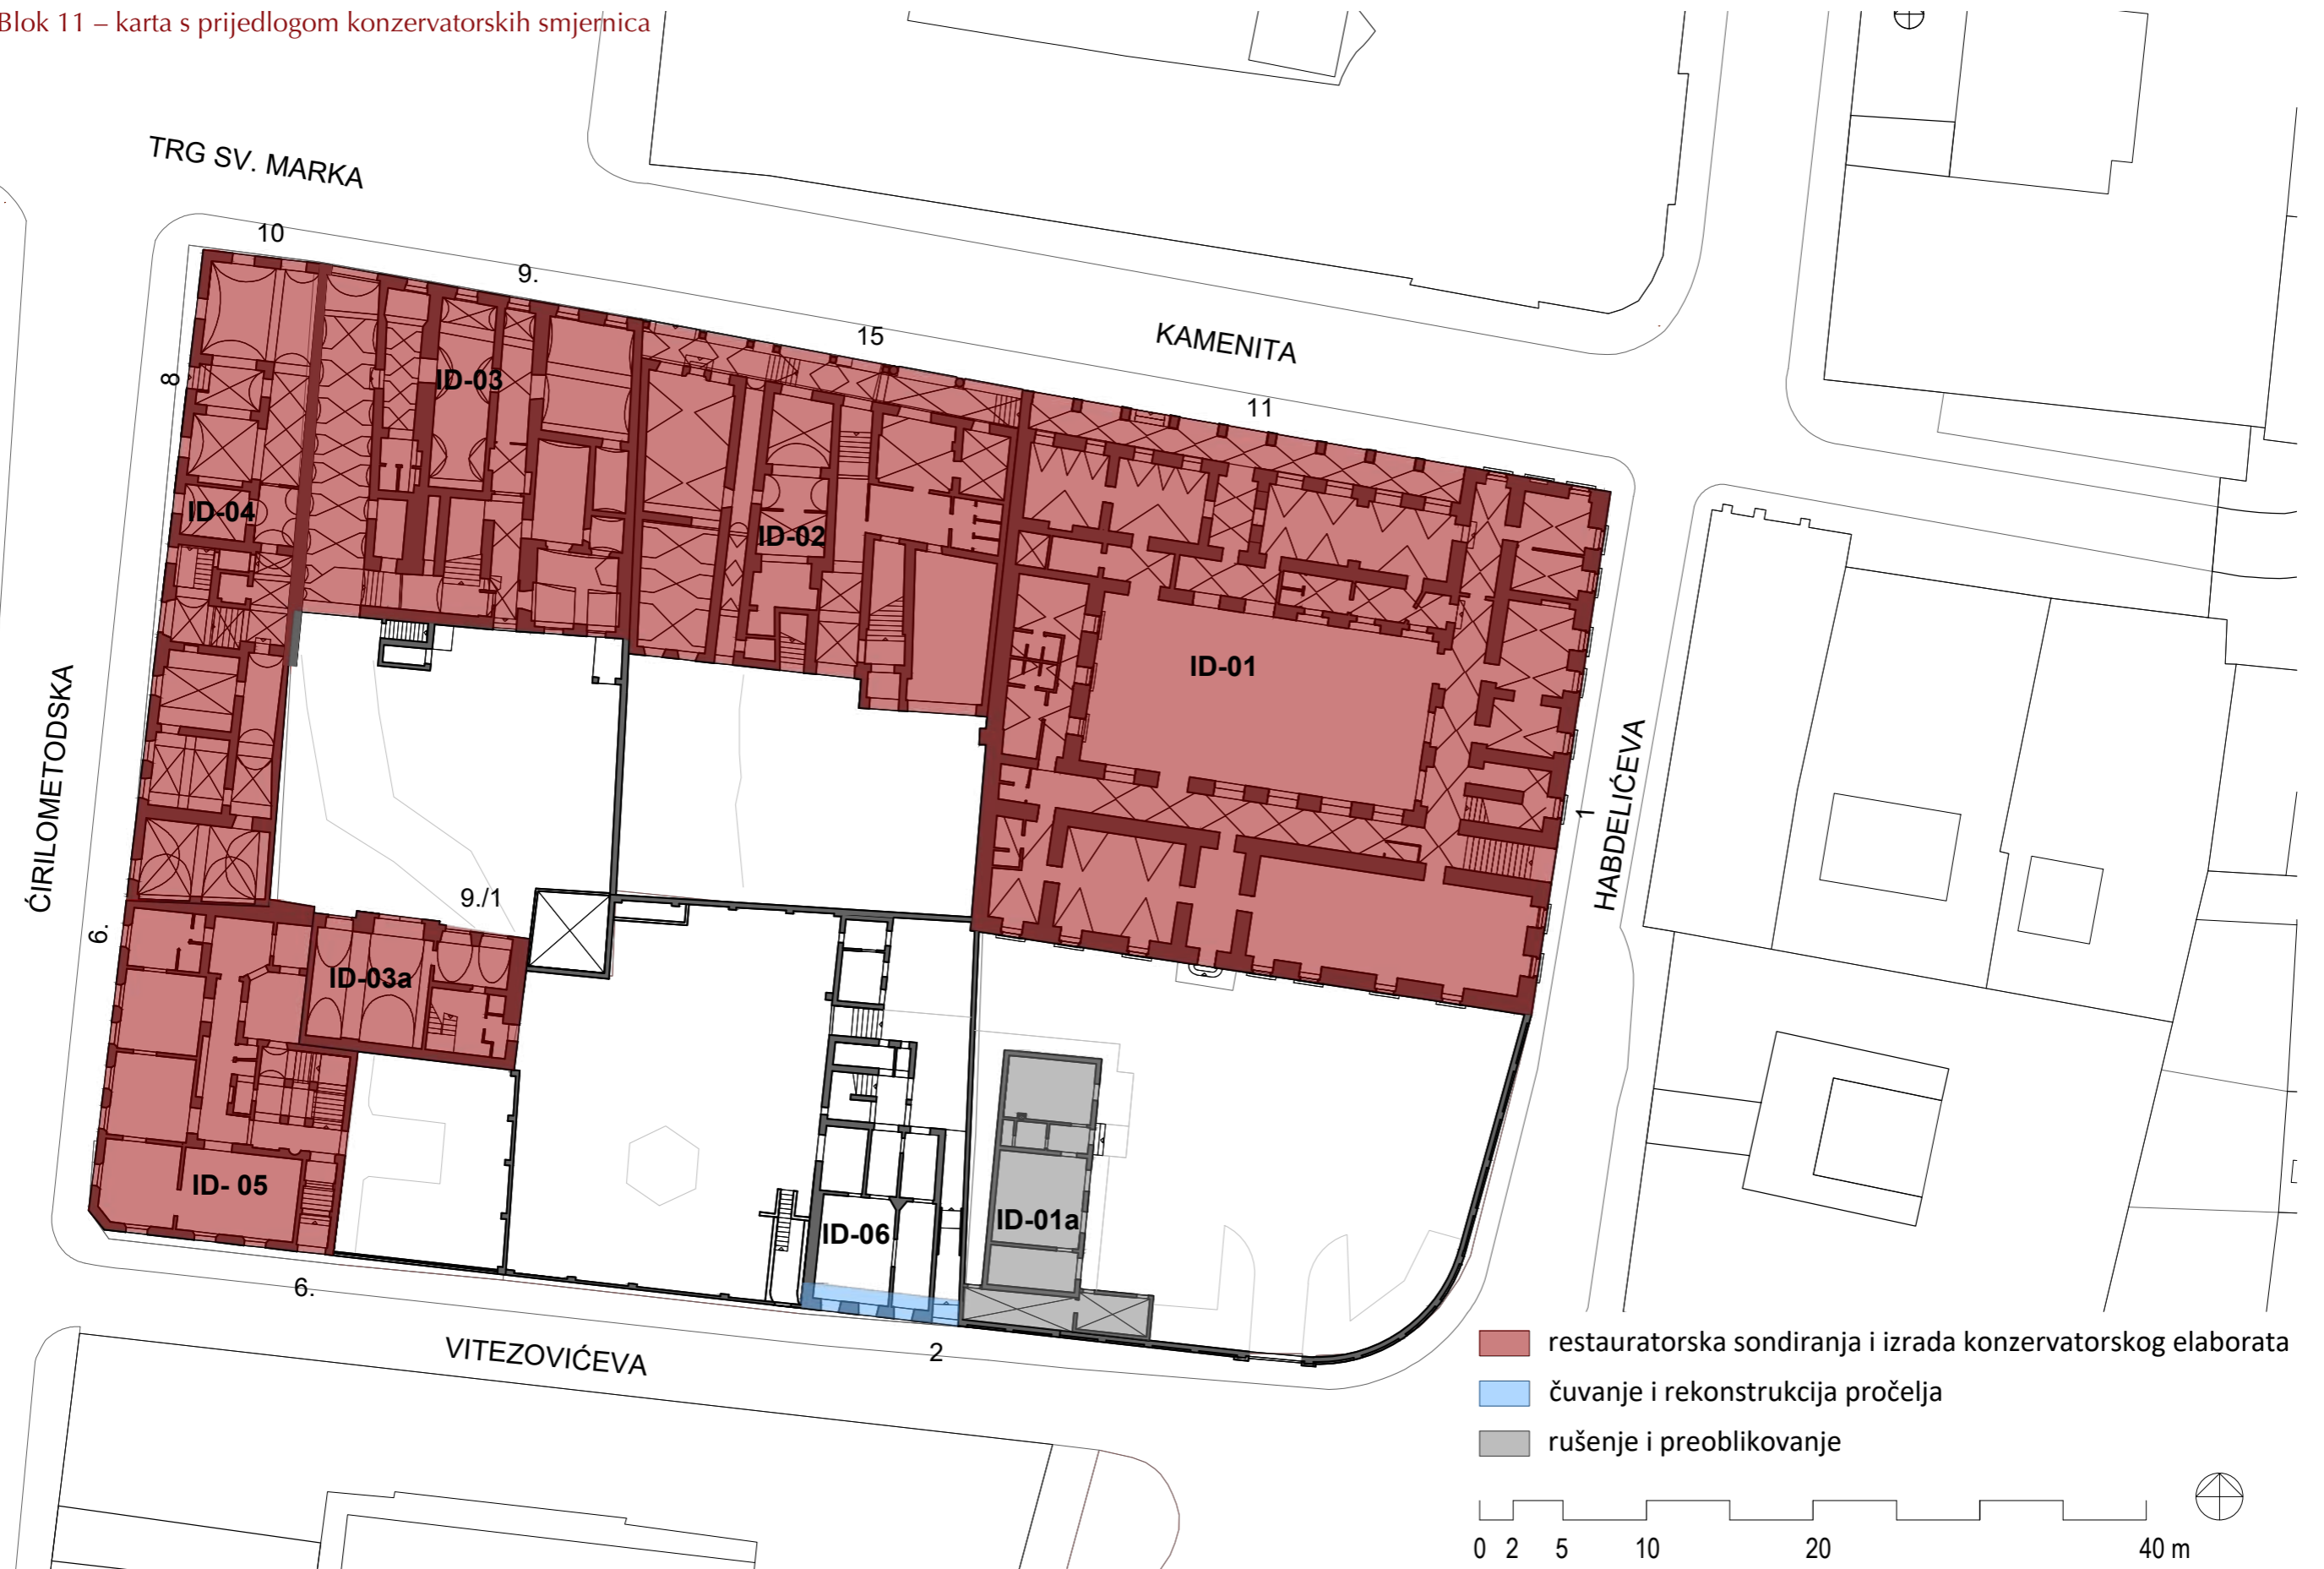 Blok 11 – karta s prijedlogom konzervatorskih smjernica
TRG SV. MARKA
10
9.
15
KAMENITA
11
8
ID-03
ID-04
ID-02
ID-01
ĆIRILOMETODSKA
HABDELIĆEVA
1
9./1
6.
ID-03a
ID- 05
ID-06
ID-01a
6.
VITEZOVIĆEVA
2
restauratorska sondiranja i izrada konzervatorskog elaborata
čuvanje i rekonstrukcija pročelja
rušenje i preoblikovanje
0 2 5 10 20 40 m